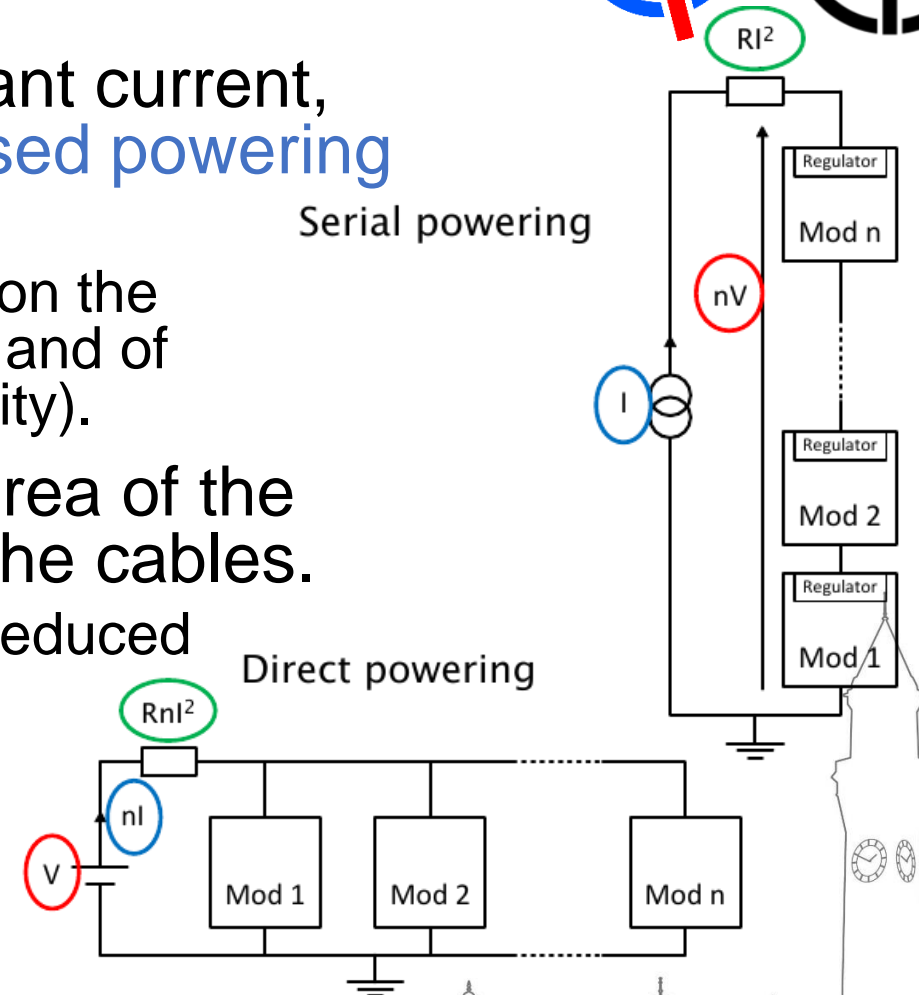 ant current,
sed powering
on the
and of
ity).
rea of the
he cables.
educed
Serial powering
RI²
nV
I
Regulator
Mod n
Regulator
Mod 2
Regulator
Mod 1
Direct powering
RnI²
nI
V
Mod 1
Mod 2
Mod n